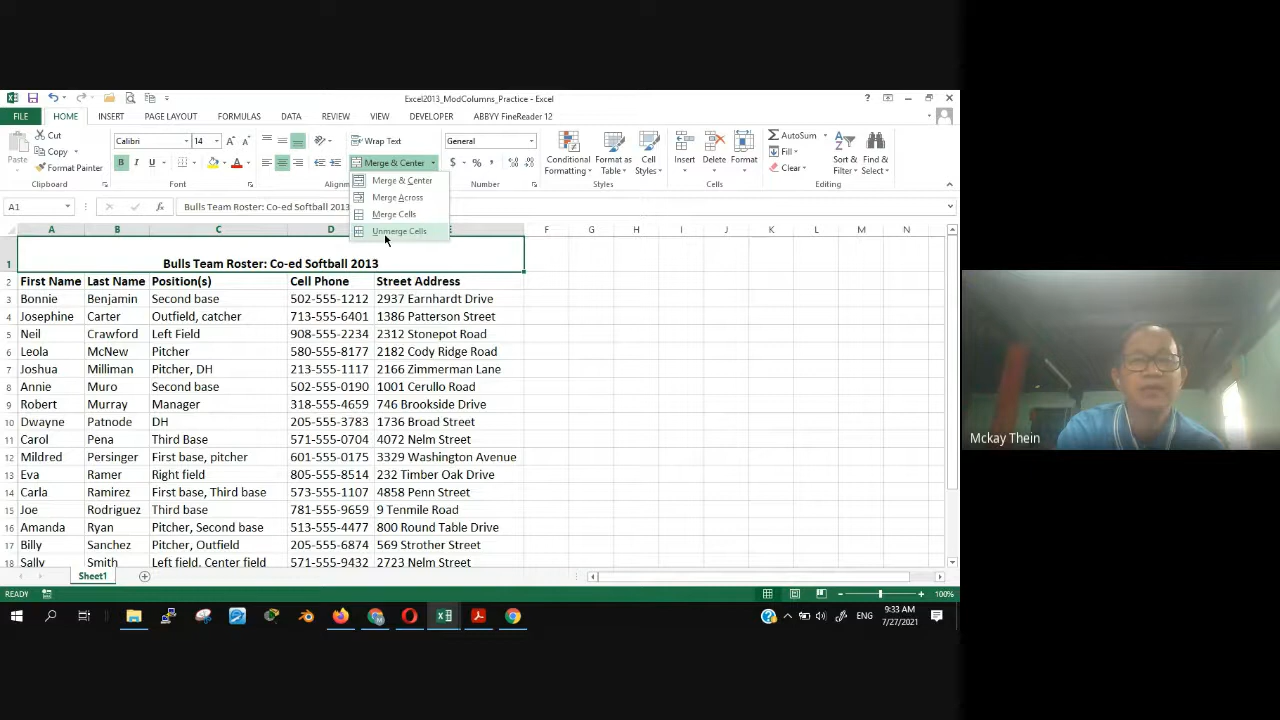 Excel2013_ModColumns_Practice - Excel
FILE HOME INSERT PAGE LAYOUT FORMULAS DATA REVIEW VIEW DEVELOPER ABBYY FineReader 12
Paste
Cut
Copy
Format Painter
Clipboard
Calibri 14
B I U
Font
Wrap Text
Merge & Center
Merge & Center
Merge Across
Merge Cells
Unmerge Cells
General
$ %
Number
Conditional Formatting
Format as Table
Cell Styles
Styles
Insert Delete Format
Cells
AutoSum
Fill
Clear
Sort & Filter
Find & Select
Editing
A1 fx Bulls Team Roster: Co-ed Softball 2013
A B C D E F G H I J K L M N
1 Bulls Team Roster: Co-ed Softball 2013
2 First Name Last Name Position(s) Cell Phone Street Address
3 Bonnie Benjamin Second base 502-555-1212 2937 Earnhardt Drive
4 Josephine Carter Outfield, catcher 713-555-6401 1386 Patterson Street
5 Neil Crawford Left Field 908-555-2234 2312 Stonepot Road
6 Leola McNew Pitcher 580-555-8177 2182 Cody Ridge Road
7 Joshua Milliman Pitcher, DH 213-555-1117 2166 Zimmerman Lane
8 Annie Muro Second base 502-555-0190 1001 Cerullo Road
9 Robert Murray Manager 318-555-4659 746 Brookside Drive
10 Dwayne Patnode DH 205-555-3783 1736 Broad Street
11 Carol Pena Third Base 571-555-0704 4072 Nelm Street
12 Mildred Persinger First base, pitcher 601-555-0175 3329 Washington Avenue
13 Eva Ramer Right field 805-555-8514 232 Timber Oak Drive
14 Carla Ramirez First base, Third base 573-555-1107 4858 Penn Street
15 Joe Rodriguez Third base 781-555-9659 9 Tenmile Road
16 Amanda Ryan Pitcher, Second base 513-555-4477 800 Round Table Drive
17 Billy Sanchez Pitcher, Outfield 205-555-6874 569 Strother Street
18 Sally Smith Left field, Center field 571-555-9432 2723 Nelm Street
Sheet1
READY
100%
ENG
9:33 AM
7/27/2021
Mckay Thein